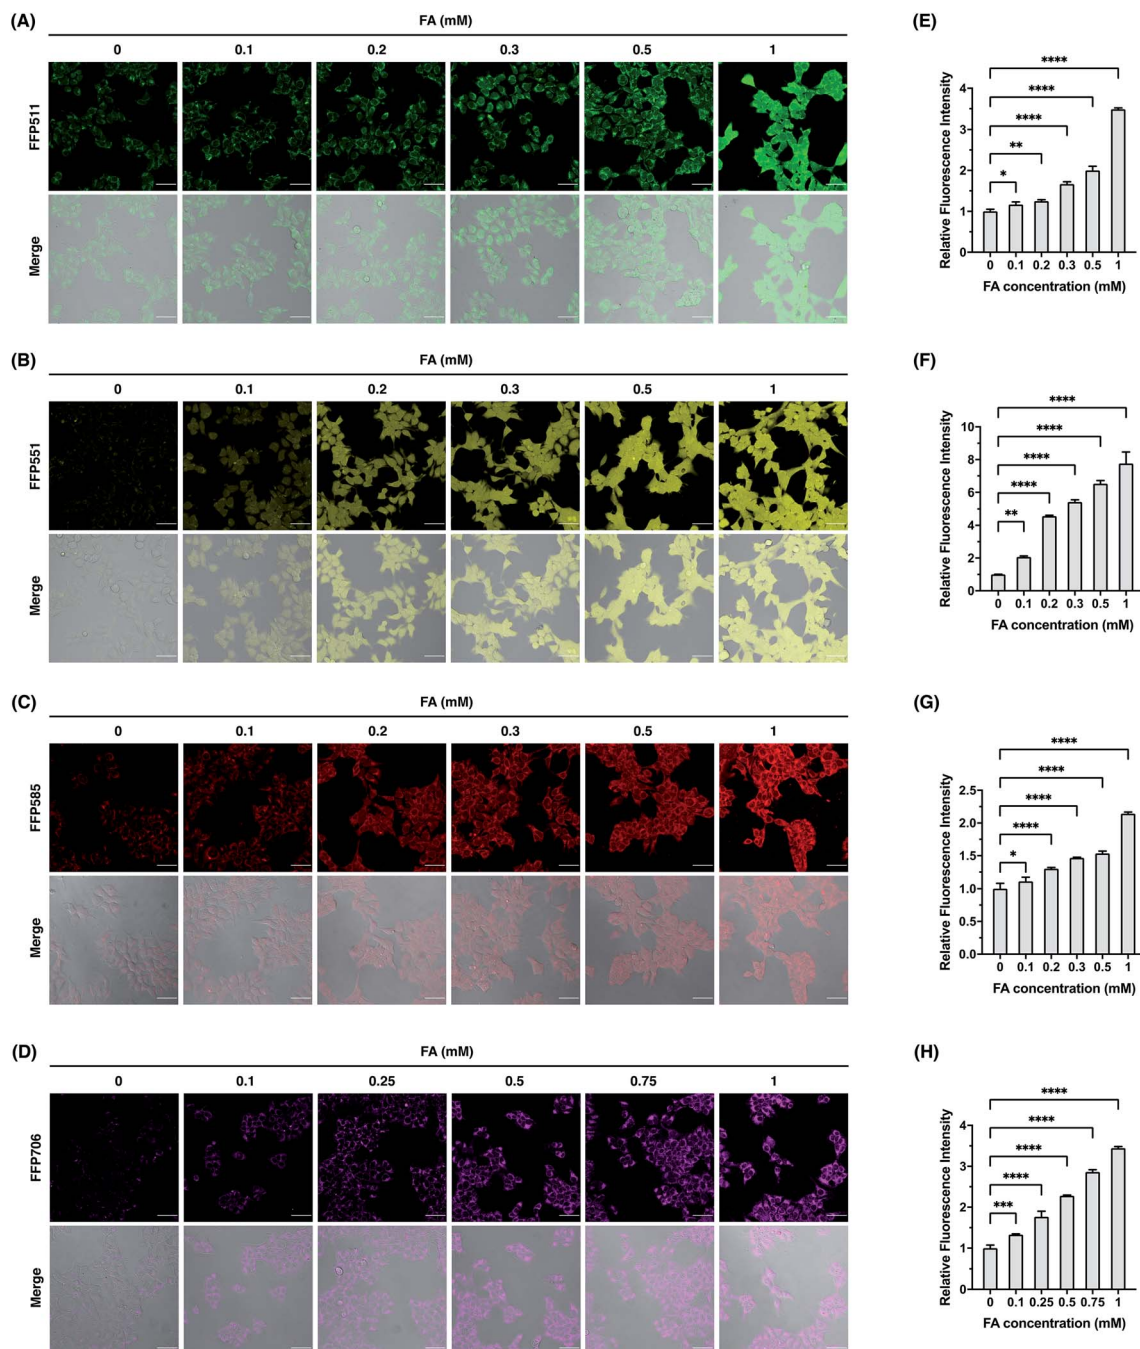 (A)
FA (mM)
0 0.1 0.2 0.3 0.5 1
FFP511
Merge
(E)
Relative Fluorescence Intensity
4
3
2
1
0
* ** **** **** ****
0 0.1 0.2 0.3 0.5 1
FA concentration (mM)
(B)
FA (mM)
0 0.1 0.2 0.3 0.5 1
FFP551
Merge
(F)
Relative Fluorescence Intensity
10
8
6
4
2
0
** **** **** **** ****
0 0.1 0.2 0.3 0.5 1
FA concentration (mM)
(C)
FA (mM)
0 0.1 0.2 0.3 0.5 1
FFP585
Merge
(G)
Relative Fluorescence Intensity
2.5
2.0
1.5
1.0
0.5
0.0
* **** **** **** ****
0 0.1 0.2 0.3 0.5 1
FA concentration (mM)
(D)
FA (mM)
0 0.1 0.25 0.5 0.75 1
FFP706
Merge
(H)
Relative Fluorescence Intensity
4
3
2
1
0
*** **** **** **** ****
0 0.1 0.25 0.5 0.75 1
FA concentration (mM)